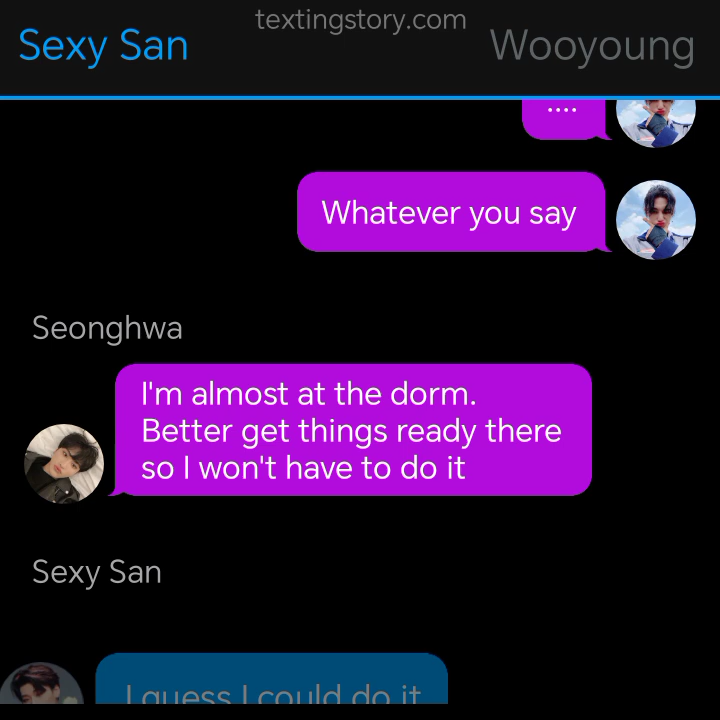 textingstory.com
Sexy San
Wooyoung
....
Whatever you say
Seonghwa
I'm almost at the dorm.
Better get things ready there
so I won't have to do it
Sexy San
I guess I could do it